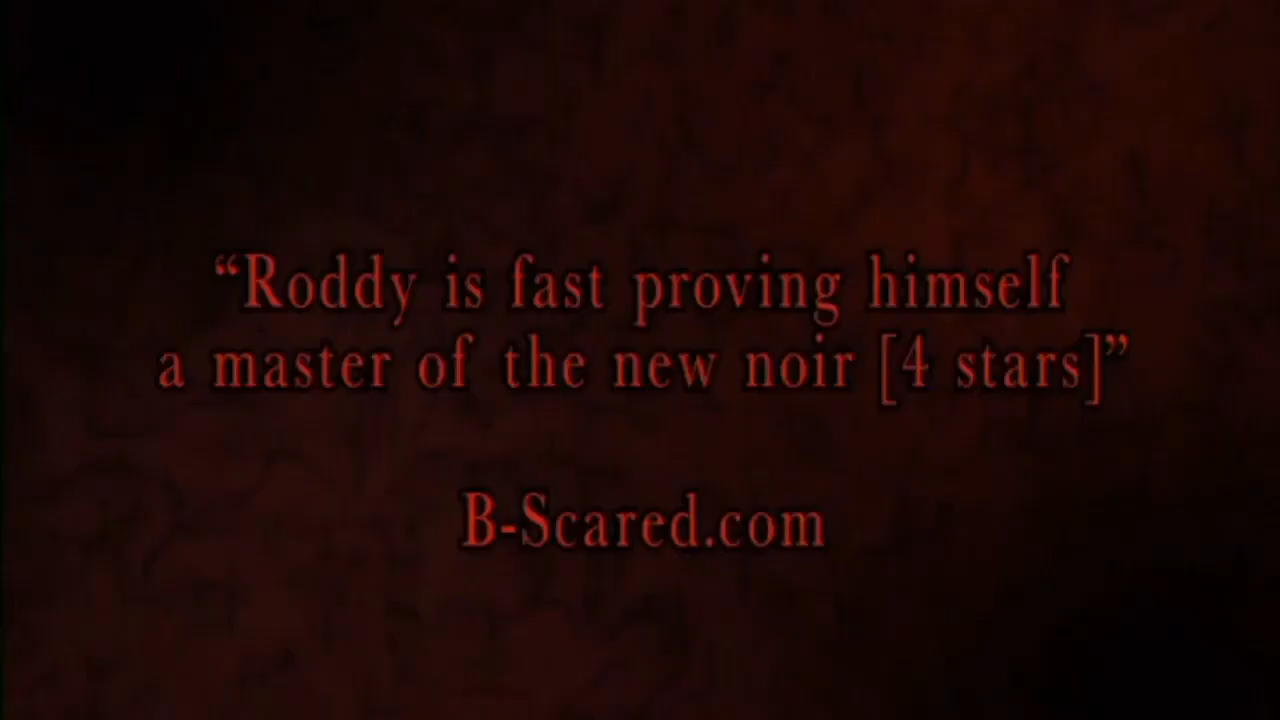 “Roddy is fast proving himself
a master of the new noir [4 stars]”
B-Scared.com